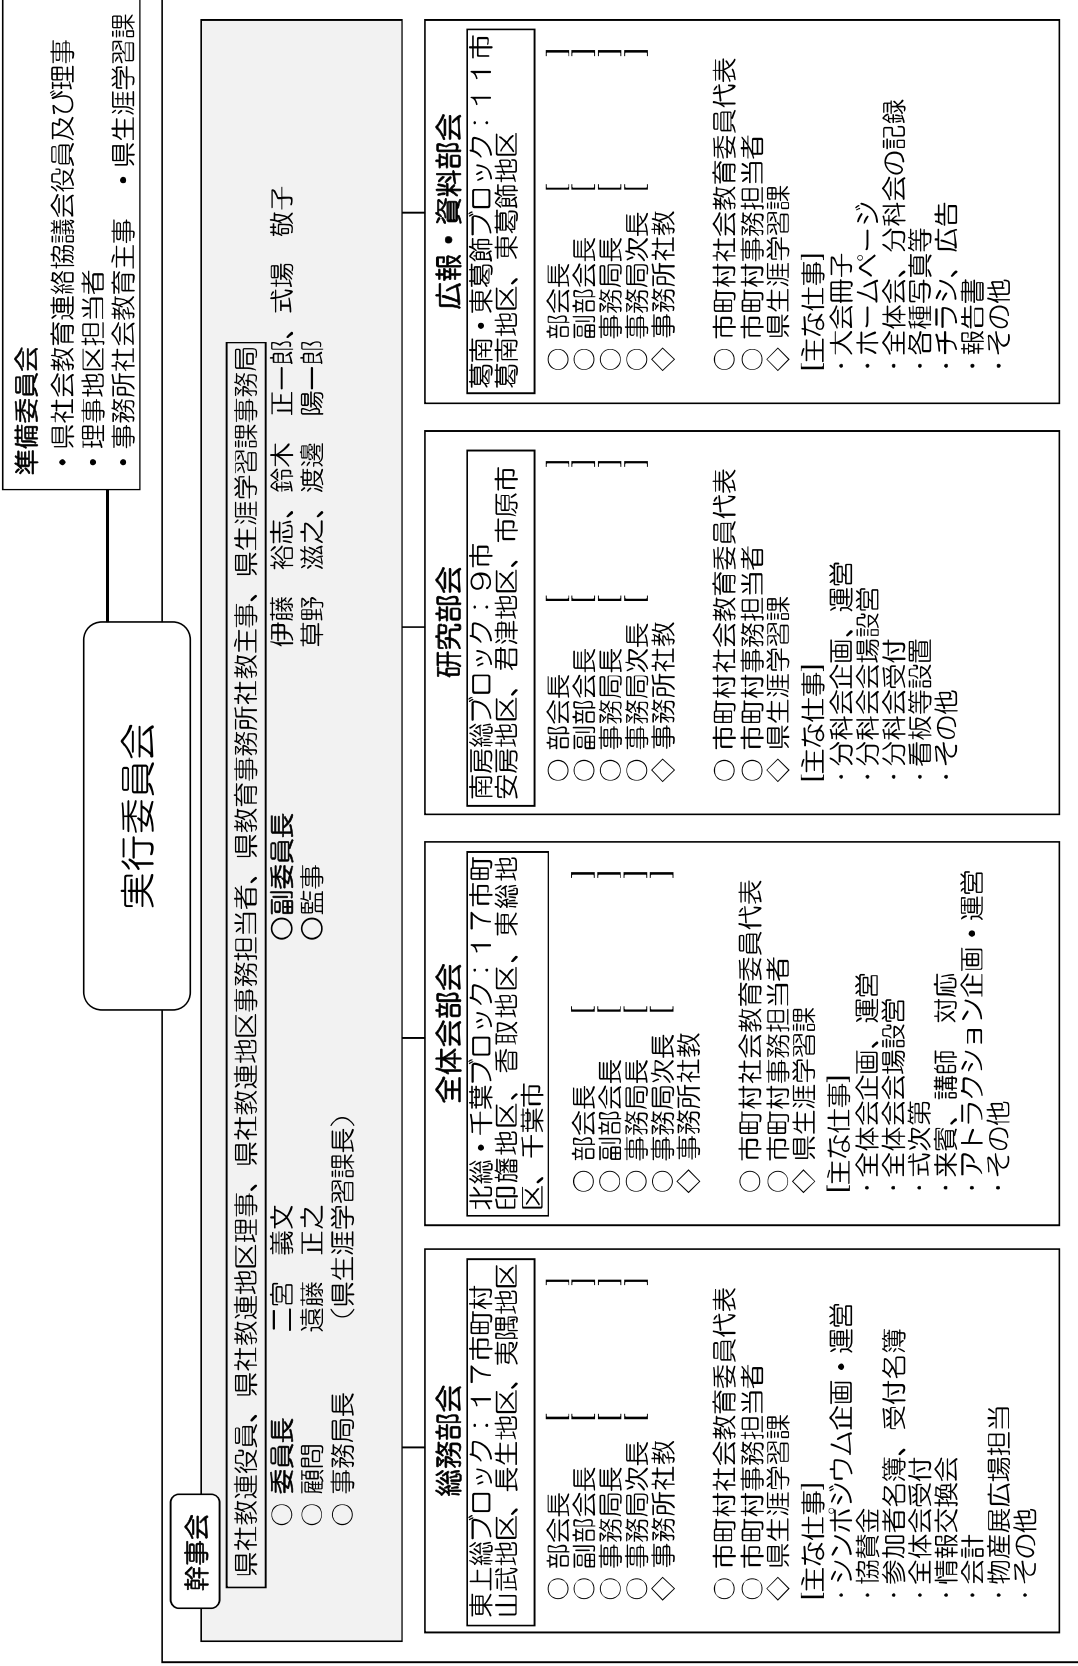 準備委員会
・県社会教育連絡協議会役員及び理事
・理事地区担当者
・事務所社会教育主事　・県生涯学習課
実行委員会
幹事会
県社教連役員、県社教連地区理事、県社教連地区事務担当者、県教育事務所社教主事、県生涯学習課事務局
○ 委員長　二宮　義文　○副委員長　伊藤　裕志、鈴木　正一郎、式場　敬子
○ 顧問　遠藤　正之　○監事　草野　滋之、渡邊　陽一郎
○ 事務局長　（県生涯学習課長）
総務部会
東上総ブロック：１７市町村
山武地区、長生地区、夷隅地区
○ 部会長 [ ]
○ 副部会長 [ ]
○ 事務局長 [ ]
○ 事務局次長 [ ]
◇ 事務所社教
○ 市町村社会教育委員代表
○ 市町村事務担当者
◇ 県生涯学習課
[主な仕事]
・シンポジウム企画・運営
・協賛金
・参加者名簿、受付名簿
・全体会受付
・情報交換会
・会計
・物産展広場担当
・その他
全体会部会
北総・千葉ブロック：１７市町
印旛地区、香取地区、東総地
区、千葉市
○ 部会長 [ ]
○ 副部会長 [ ]
○ 事務局長 [ ]
○ 事務局次長 [ ]
◇ 事務所社教
○ 市町村社会教育委員代表
○ 市町村事務担当者
◇ 県生涯学習課
[主な仕事]
・全体会企画、運営
・全体会会場設営
・式次第
・来賓、講師　対応
・アトラクション企画・運営
・その他
研究部会
南房総ブロック：９市
安房地区、君津地区、市原市
○ 部会長 [ ]
○ 副部会長 [ ]
○ 事務局長 [ ]
○ 事務局次長 [ ]
◇ 事務所社教
○ 市町村社会教育委員代表
○ 市町村事務担当者
◇ 県生涯学習課
[主な仕事]
・分科会企画、運営
・分科会会場設営
・分科会受付
・看板等設置
・その他
広報・資料部会
葛南・東葛飾ブロック：１１市
葛南地区、東葛飾地区
○ 部会長 [ ]
○ 副部会長 [ ]
○ 事務局長 [ ]
○ 事務局次長 [ ]
◇ 事務所社教
○ 市町村社会教育委員代表
○ 市町村事務担当者
◇ 県生涯学習課
[主な仕事]
・大会冊子
・ホームページ
・全体会、分科会の記録
・各種写真等
・チラシ、広告
・報告書
・その他